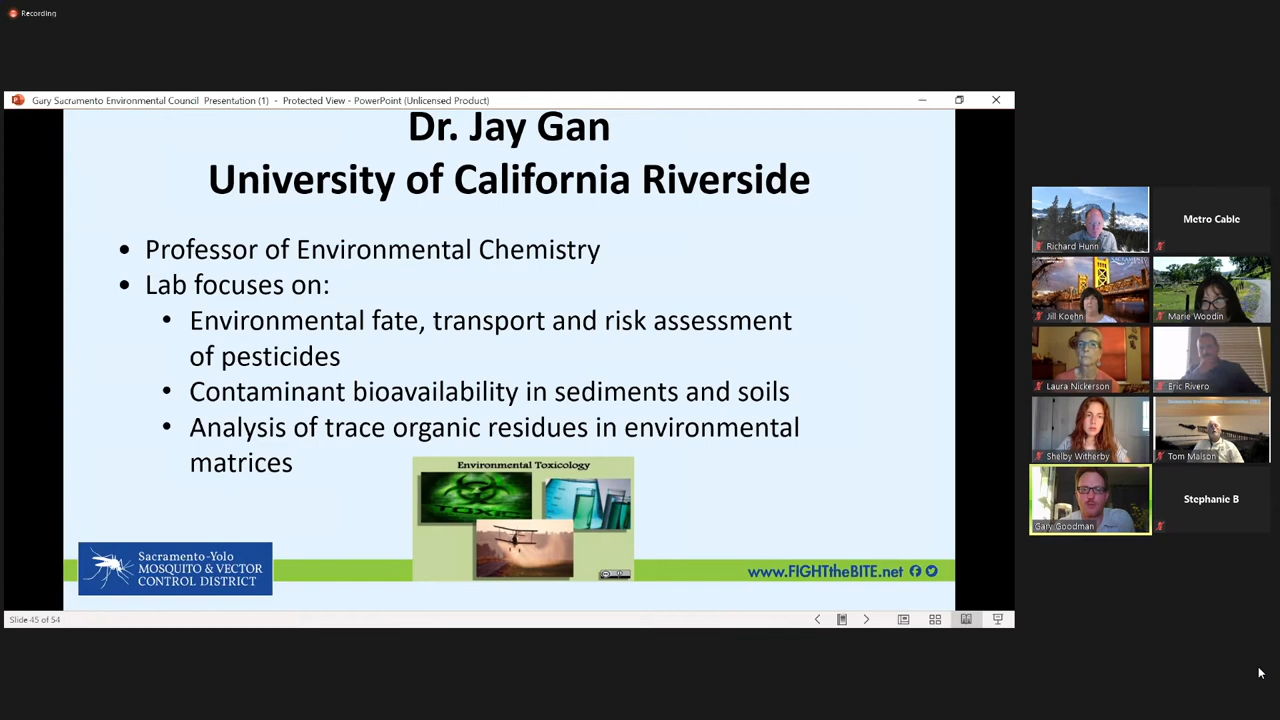 Recording
Gary Sacramento Environmental Council Presentation (1) - Protected View - PowerPoint (Unlicensed Product)
Dr. Jay Gan
University of California Riverside
• Professor of Environmental Chemistry
• Lab focuses on:
• Environmental fate, transport and risk assessment
of pesticides
• Contaminant bioavailability in sediments and soils
• Analysis of trace organic residues in environmental
matrices
Environmental Toxicology
TOXIC
Sacramento-Yolo
MOSQUITO & VECTOR
CONTROL DISTRICT
www.FIGHTtheBITE.net
Slide 45 of 54
Richard Hunn
Metro Cable
SACRAMENTO
Jill Koehn
Marie Woodin
Laura Nickerson
Eric Rivero
Shelby Witherby
Tom Malson
Gary Goodman
Stephanie B